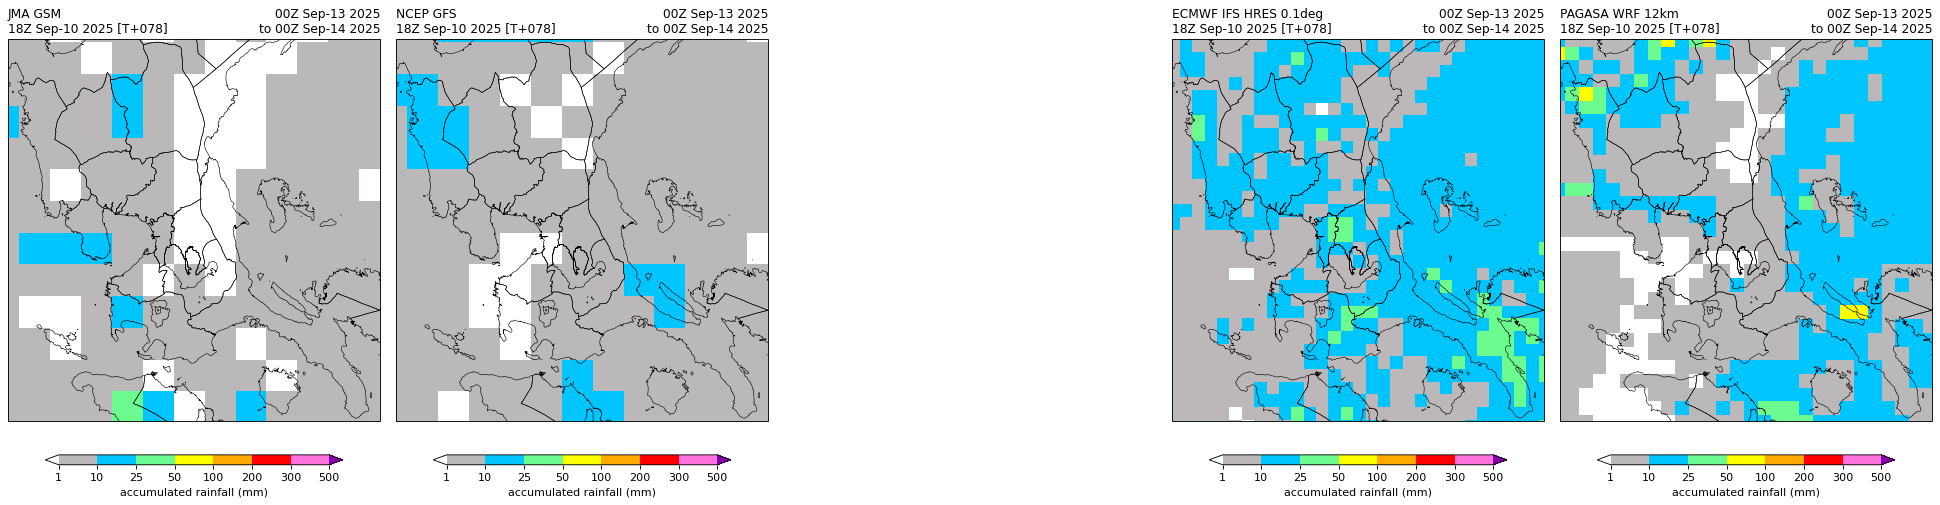 JMA GSM 00Z Sep-13 2025
18Z Sep-10 2025 [T+078] to 00Z Sep-14 2025
1 10 25 50 100 200 300 500
accumulated rainfall (mm)
NCEP GFS 00Z Sep-13 2025
18Z Sep-10 2025 [T+078] to 00Z Sep-14 2025
1 10 25 50 100 200 300 500
accumulated rainfall (mm)
ECMWF IFS HRES 0.1deg 00Z Sep-13 2025
18Z Sep-10 2025 [T+078] to 00Z Sep-14 2025
1 10 25 50 100 200 300 500
accumulated rainfall (mm)
PAGASA WRF 12km 00Z Sep-13 2025
18Z Sep-10 2025 [T+078] to 00Z Sep-14 2025
1 10 25 50 100 200 300 500
accumulated rainfall (mm)